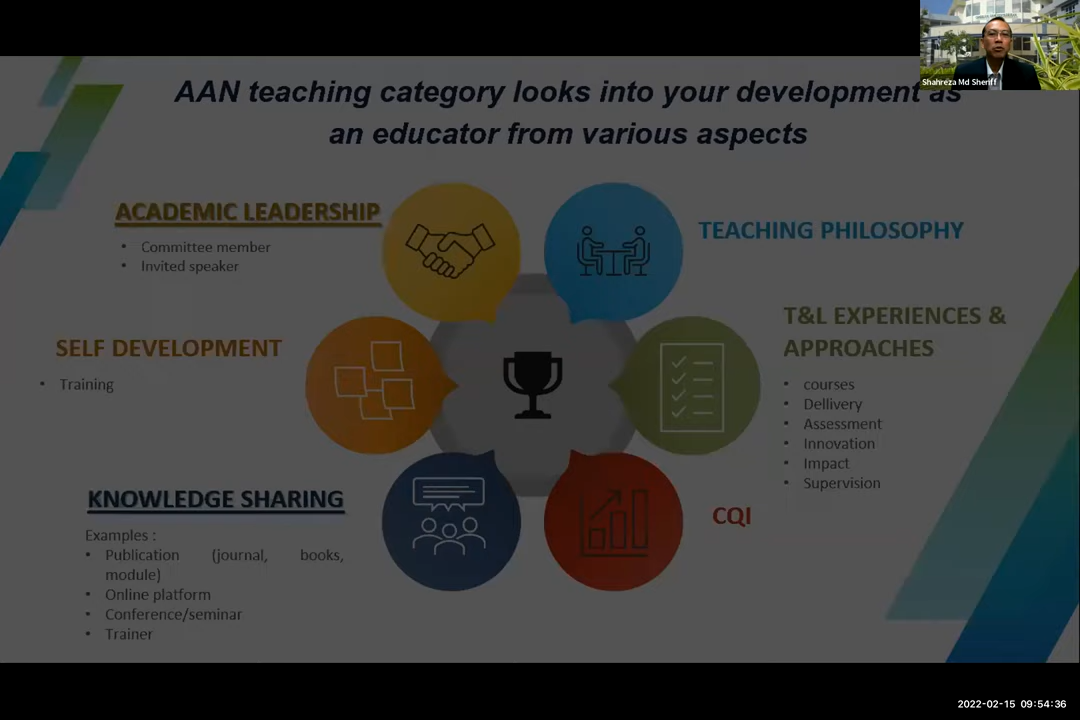 Shahreza Md Sheriff
AAN teaching category looks into your development as
an educator from various aspects
ACADEMIC LEADERSHIP
• Committee member
• Invited speaker
TEACHING PHILOSOPHY
SELF DEVELOPMENT
• Training
T&L EXPERIENCES &
APPROACHES
• courses
• Dellivery
• Assessment
• Innovation
• Impact
• Supervision
KNOWLEDGE SHARING
Examples :
• Publication (journal, books,
module)
• Online platform
• Conference/seminar
• Trainer
CQI
2022-02-15 09:54:36